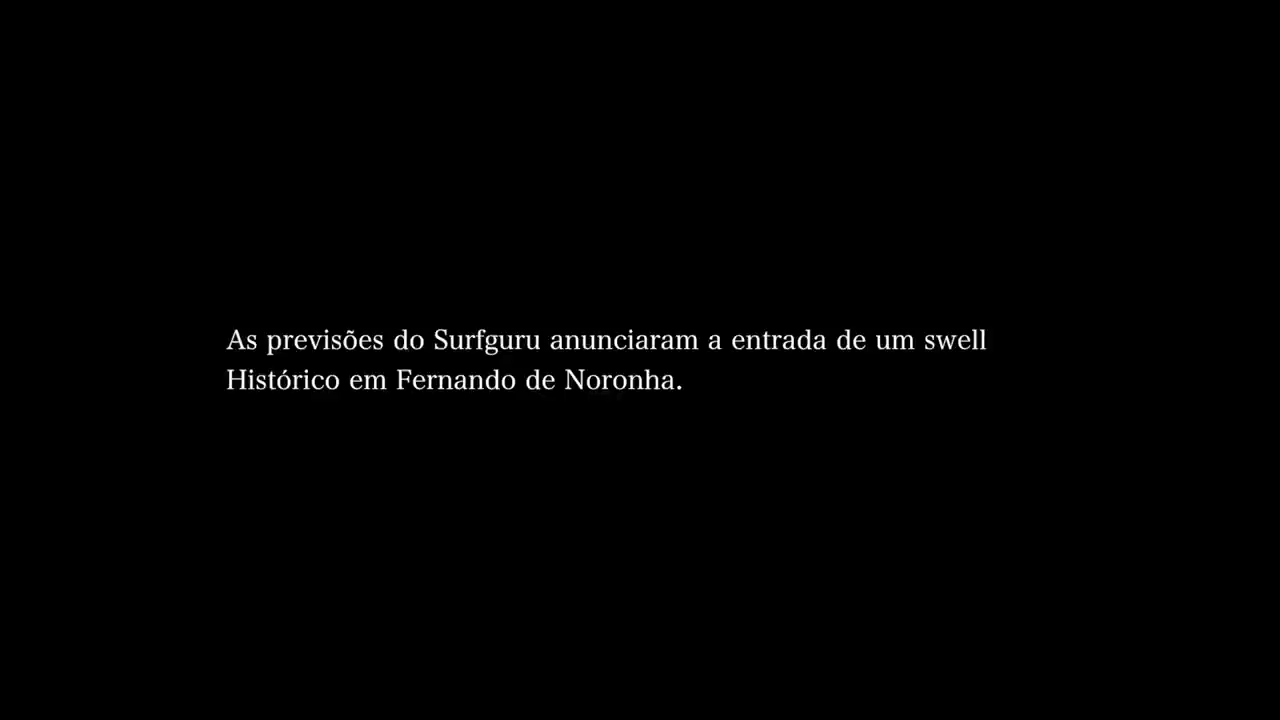 As previsões do Surfguru anunciaram a entrada de um swell
Histórico em Fernando de Noronha.